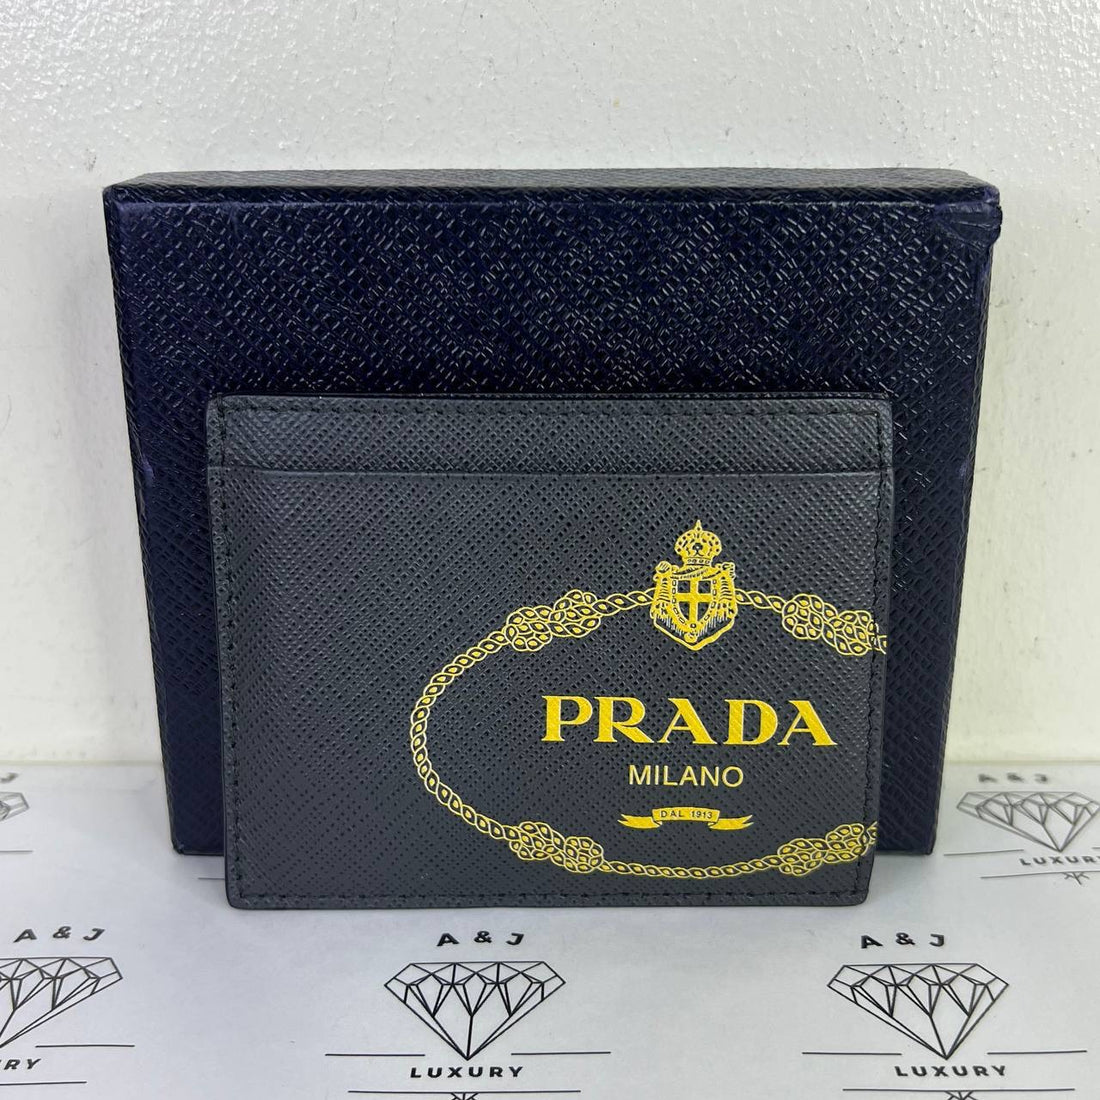 PRADA
MILANO
DAL 1913
A & J
LUXURY
A & J
A & J
LUXURY
A & J
LUXURY